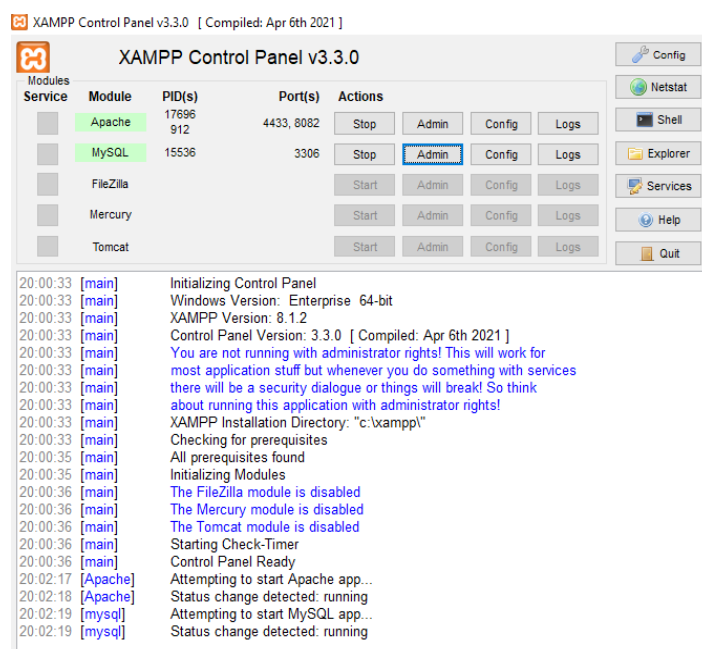 XAMPP Control Panel v3.3.0 [ Compiled: Apr 6th 2021 ]
XAMPP Control Panel v3.3.0
Config
Modules
Service Module PID(s) Port(s) Actions
Netstat
Apache 17696 912 4433, 8082 Stop Admin Config Logs
Shell
MySQL 15536 3306 Stop Admin Config Logs
Explorer
FileZilla Start Admin Config Logs
Services
Mercury Start Admin Config Logs
Help
Tomcat Start Admin Config Logs
Quit
20:00:33 [main] Initializing Control Panel
20:00:33 [main] Windows Version: Enterprise 64-bit
20:00:33 [main] XAMPP Version: 8.1.2
20:00:33 [main] Control Panel Version: 3.3.0 [ Compiled: Apr 6th 2021 ]
20:00:33 [main] You are not running with administrator rights! This will work for
20:00:33 [main] most application stuff but whenever you do something with services
20:00:33 [main] there will be a security dialogue or things will break! So think
20:00:33 [main] about running this application with administrator rights!
20:00:33 [main] XAMPP Installation Directory: "c:\xampp\"
20:00:33 [main] Checking for prerequisites
20:00:35 [main] All prerequisites found
20:00:35 [main] Initializing Modules
20:00:36 [main] The FileZilla module is disabled
20:00:36 [main] The Mercury module is disabled
20:00:36 [main] The Tomcat module is disabled
20:00:36 [main] Starting Check-Timer
20:00:36 [main] Control Panel Ready
20:02:17 [Apache] Attempting to start Apache app...
20:02:18 [Apache] Status change detected: running
20:02:19 [mysql] Attempting to start MySQL app...
20:02:19 [mysql] Status change detected: running